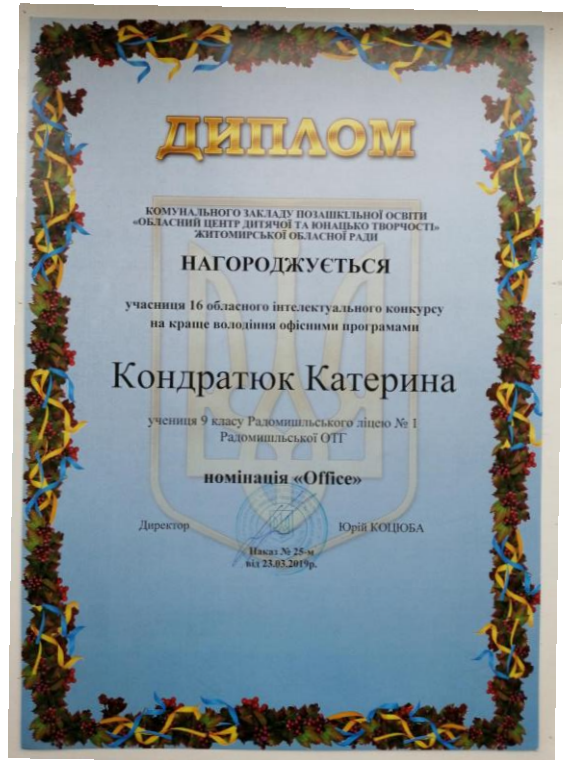 ДИПЛОМ
КОМУНАЛЬНОГО ЗАКЛАДУ ПОЗАШКІЛЬНОЇ ОСВІТИ
«ОБЛАСНИЙ ЦЕНТР ДИТЯЧОЇ ТА ЮНАЦЬКО ТВОРЧОСТІ»
ЖИТОМИРСЬКОЇ ОБЛАСНОЇ РАДИ
НАГОРОДЖУЄТЬСЯ
учасниця 16 обласного інтелектуального конкурсу
на краще володіння офісними програмами
Кондратюк Катерина
учениця 9 класу Радомишльського ліцею № 1
Радомишльської ОТГ
номінація «Office»
Директор Юрій КОЦЮБА
Наказ № 25-м
від 23.03.2019р.